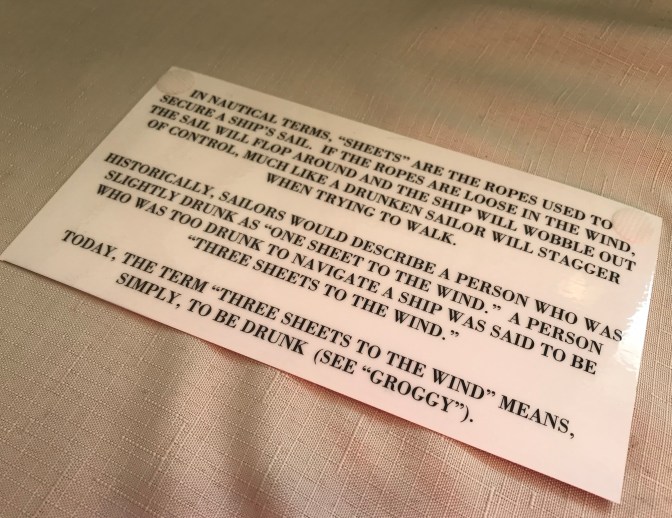 IN NAUTICAL TERMS, “SHEETS” ARE THE ROPES USED TO
SECURE A SHIP’S SAIL. IF THE ROPES ARE LOOSE IN THE WIND,
THE SAIL WILL FLOP AROUND AND THE SHIP WILL WOBBLE OUT
OF CONTROL, MUCH LIKE A DRUNKEN SAILOR WILL STAGGER
WHEN TRYING TO WALK.
HISTORICALLY, SAILORS WOULD DESCRIBE A PERSON WHO WAS
SLIGHTLY DRUNK AS “ONE SHEET TO THE WIND.” A PERSON
WHO WAS TOO DRUNK TO NAVIGATE A SHIP WAS SAID TO BE
“THREE SHEETS TO THE WIND.”
TODAY, THE TERM “THREE SHEETS TO THE WIND” MEANS,
SIMPLY, TO BE DRUNK (SEE “GROGGY”).